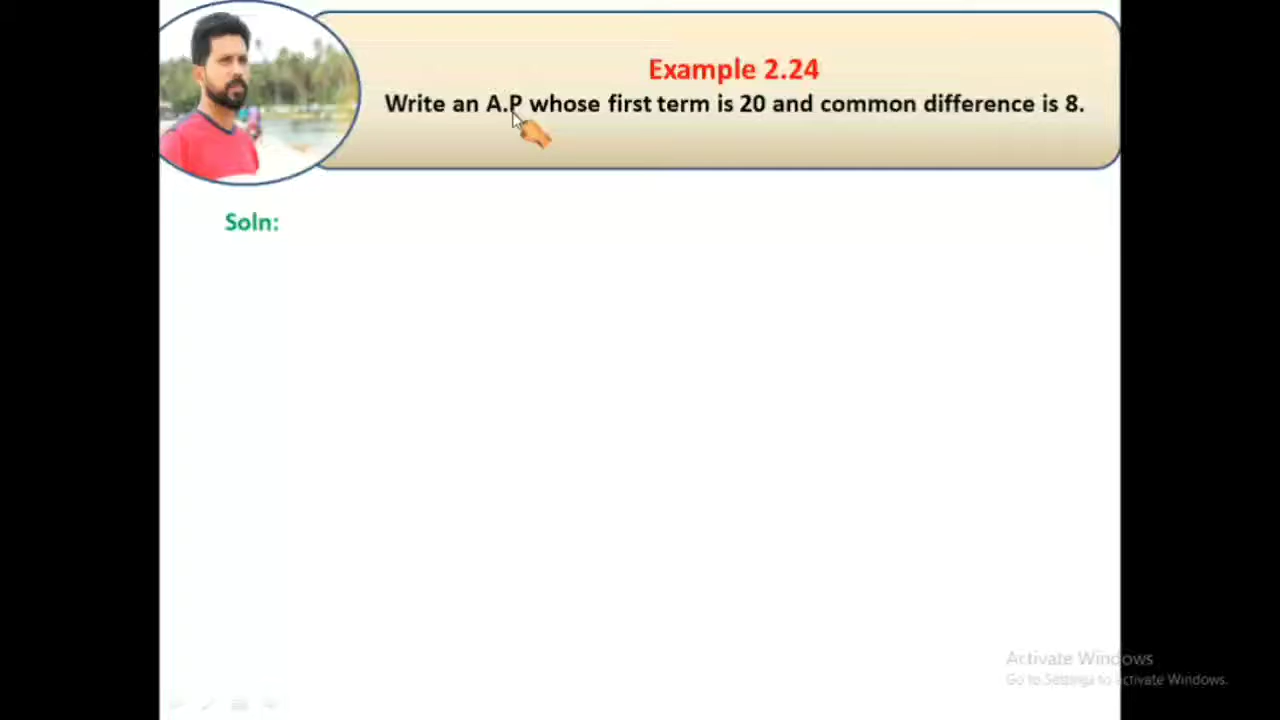 Example 2.24
Write an A.P whose first term is 20 and common difference is 8.
Soln:
Activate Windows
Go to Settings to activate Windows.